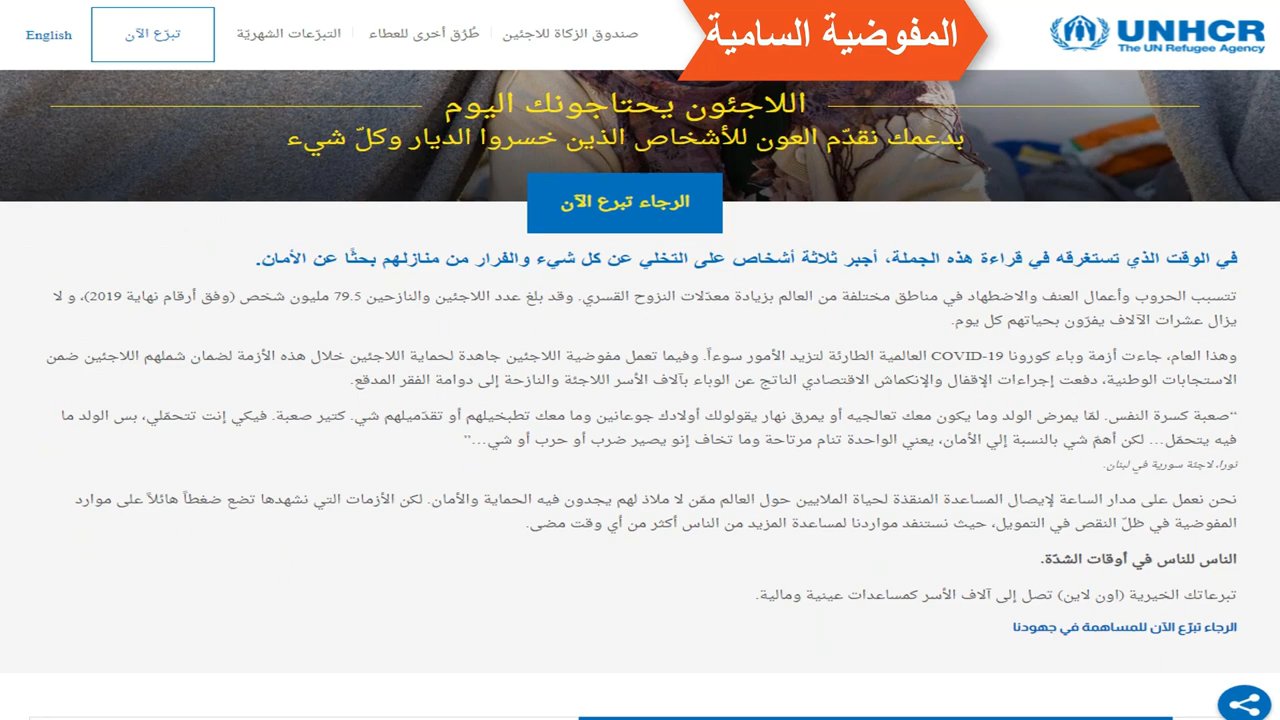 UNHCR
The UN Refugee Agency
المفوضية السامية
صندوق الزكاة للاجئين
طُرُق أخرى للعطاء
التبرّعات الشهريّة
تبرّع الآن
English
اللاجئون يحتاجونك اليوم
بدعمك نقدّم العون للأشخاص الذين خسروا الديار وكلّ شيء
الرجاء تبرع الآن
في الوقت الذي تستغرقه في قراءة هذه الجملة، أجبر ثلاثة أشخاص على التخلي عن كل شيء والفرار من منازلهم بحثًا عن الأمان.
تتسبب الحروب وأعمال العنف والاضطهاد في مناطق مختلفة من العالم بزيادة معدّلات النزوح القسري. وقد بلغ عدد اللاجئين والنازحين 79.5 مليون شخص (وفق أرقام نهاية 2019)، و لا
يزال عشرات الآلاف يفرّون بحياتهم كل يوم.
وهذا العام، جاءت أزمة وباء كورونا COVID-19 العالمية الطارئة لتزيد الأمور سوءاً. وفيما تعمل مفوضية اللاجئين جاهدة لحماية اللاجئين خلال هذه الأزمة لضمان شملهم اللاجئين ضمن
الاستجابات الوطنية، دفعت إجراءات الإقفال والإنكماش الاقتصادي الناتج عن الوباء بآلاف الأسر اللاجئة والنازحة إلى دوامة الفقر المدقع.
“صعبة كسرة النفس. لمّا يمرض الولد وما يكون معك تعالجيه أو يمرق نهار يقولولك أولادك جوعانين وما معك تطبخيلهم أو تقدّميلهم شي. كتير صعبة. فيكي إنت تتحمّلي، بس الولد ما
فيه يتحمّل... لكن أهمّ شي بالنسبة إلي الأمان، يعني الواحدة تنام مرتاحة وما تخاف إنو يصير ضرب أو حرب أو شي...”
نورا، لاجئة سورية في لبنان.
نحن نعمل على مدار الساعة لإيصال المساعدة المنقذة لحياة الملايين حول العالم ممّن لا ملاذ لهم يجدون فيه الحماية والأمان. لكن الأزمات التي نشهدها تضع ضغطاً هائلاً على موارد
المفوضية في ظلّ النقص في التمويل، حيث نستنفد مواردنا لمساعدة المزيد من الناس أكثر من أي وقت مضى.
الناس للناس في أوقات الشدّة.
تبرعاتك الخيرية (اون لاين) تصل إلى آلاف الأسر كمساعدات عينية ومالية.
الرجاء تبرّع الآن للمساهمة في جهودنا